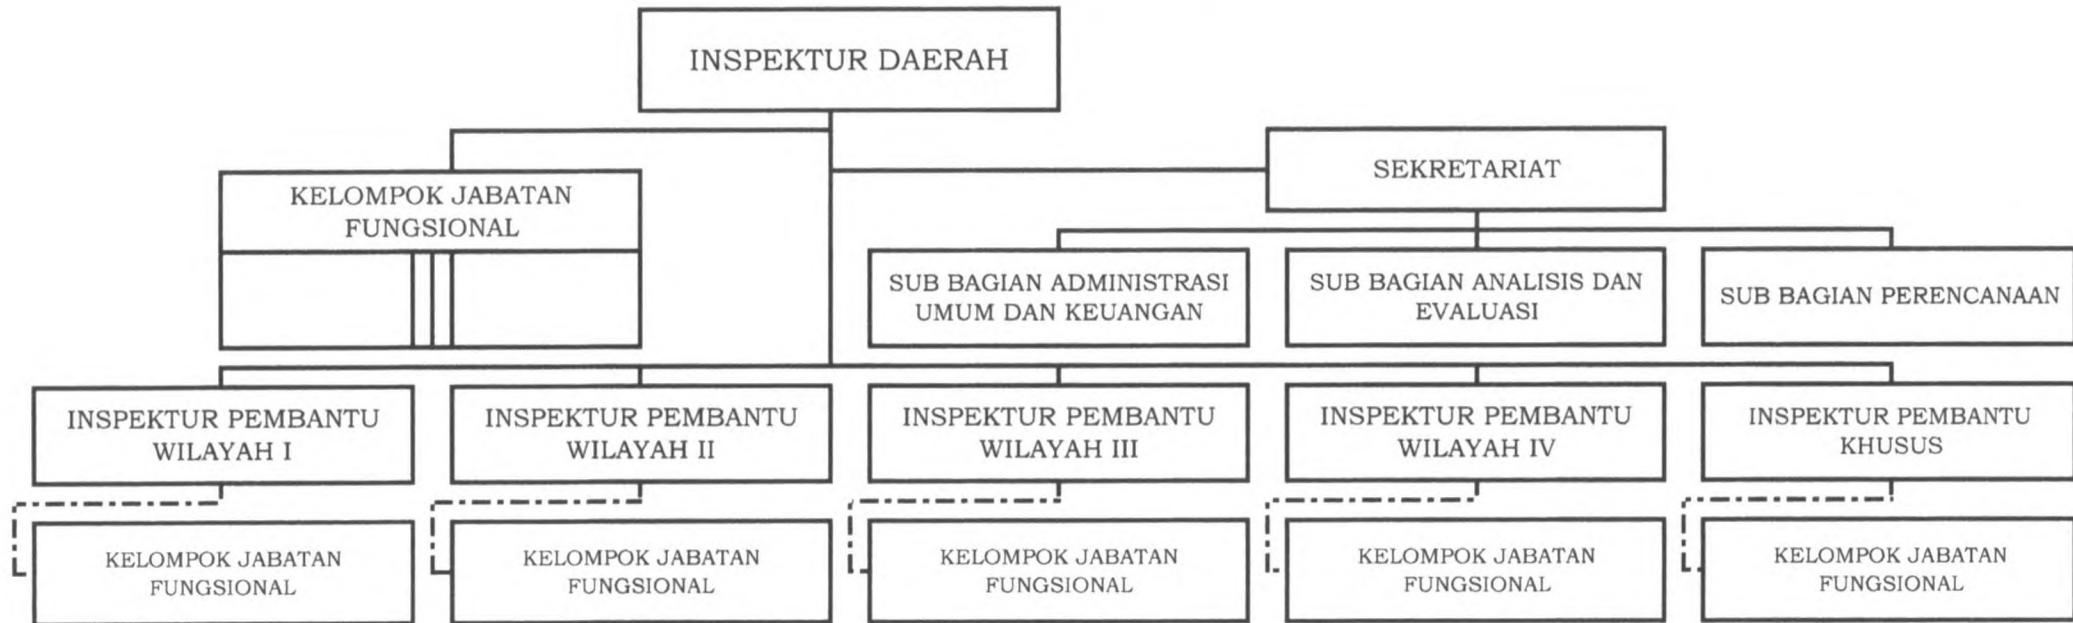 INSPEKTUR DAERAH
SEKRETARIAT
KELOMPOK JABATAN
FUNGSIONAL
SUB BAGIAN ADMINISTRASI
UMUM DAN KEUANGAN
SUB BAGIAN ANALISIS DAN
EVALUASI
SUB BAGIAN PERENCANAAN
INSPEKTUR PEMBANTU
WILAYAH I
INSPEKTUR PEMBANTU
WILAYAH II
INSPEKTUR PEMBANTU
WILAYAH III
INSPEKTUR PEMBANTU
WILAYAH IV
INSPEKTUR PEMBANTU
KHUSUS
KELOMPOK JABATAN
FUNGSIONAL
KELOMPOK JABATAN
FUNGSIONAL
KELOMPOK JABATAN
FUNGSIONAL
KELOMPOK JABATAN
FUNGSIONAL
KELOMPOK JABATAN
FUNGSIONAL